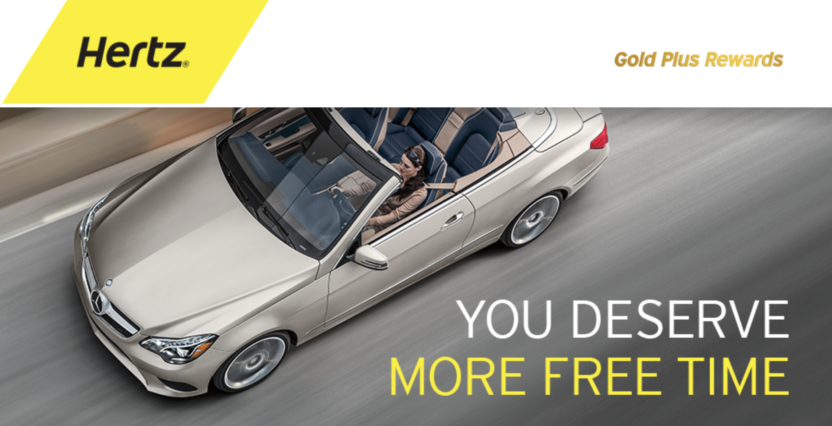 Hertz®
Gold Plus Rewards
YOU DESERVE
MORE FREE TIME